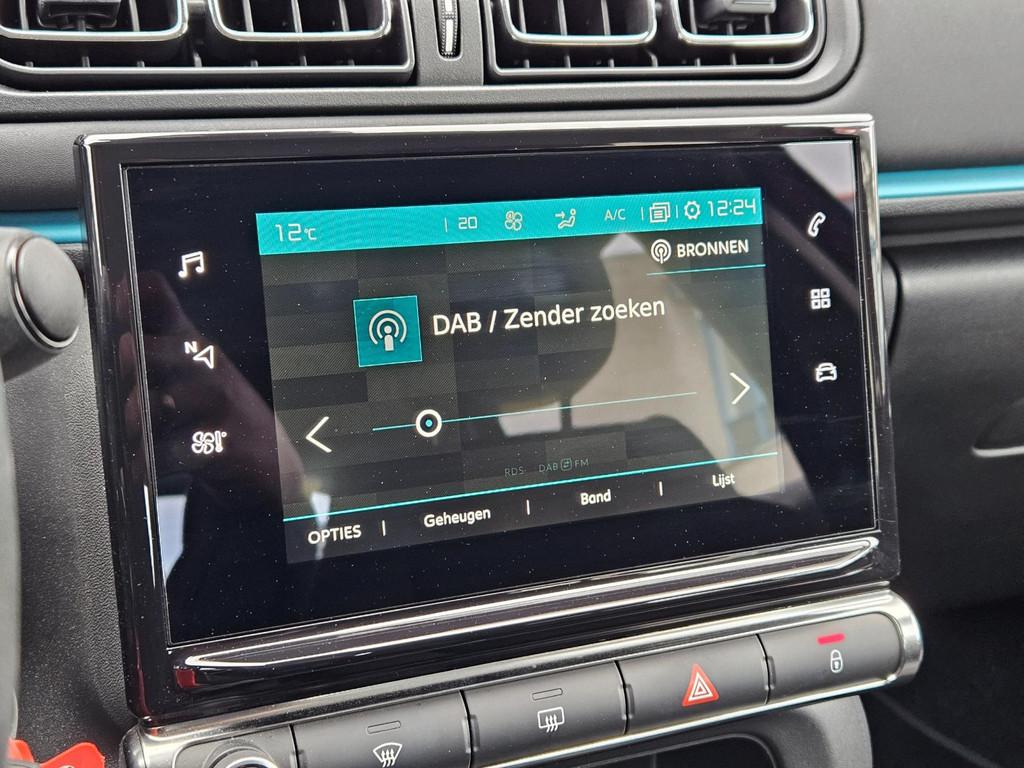 12°C | 20 A/C | | 12:24
BRONNEN
DAB / Zender zoeken
N
RDS DAB FM
OPTIES | Geheugen | Band | Lijst